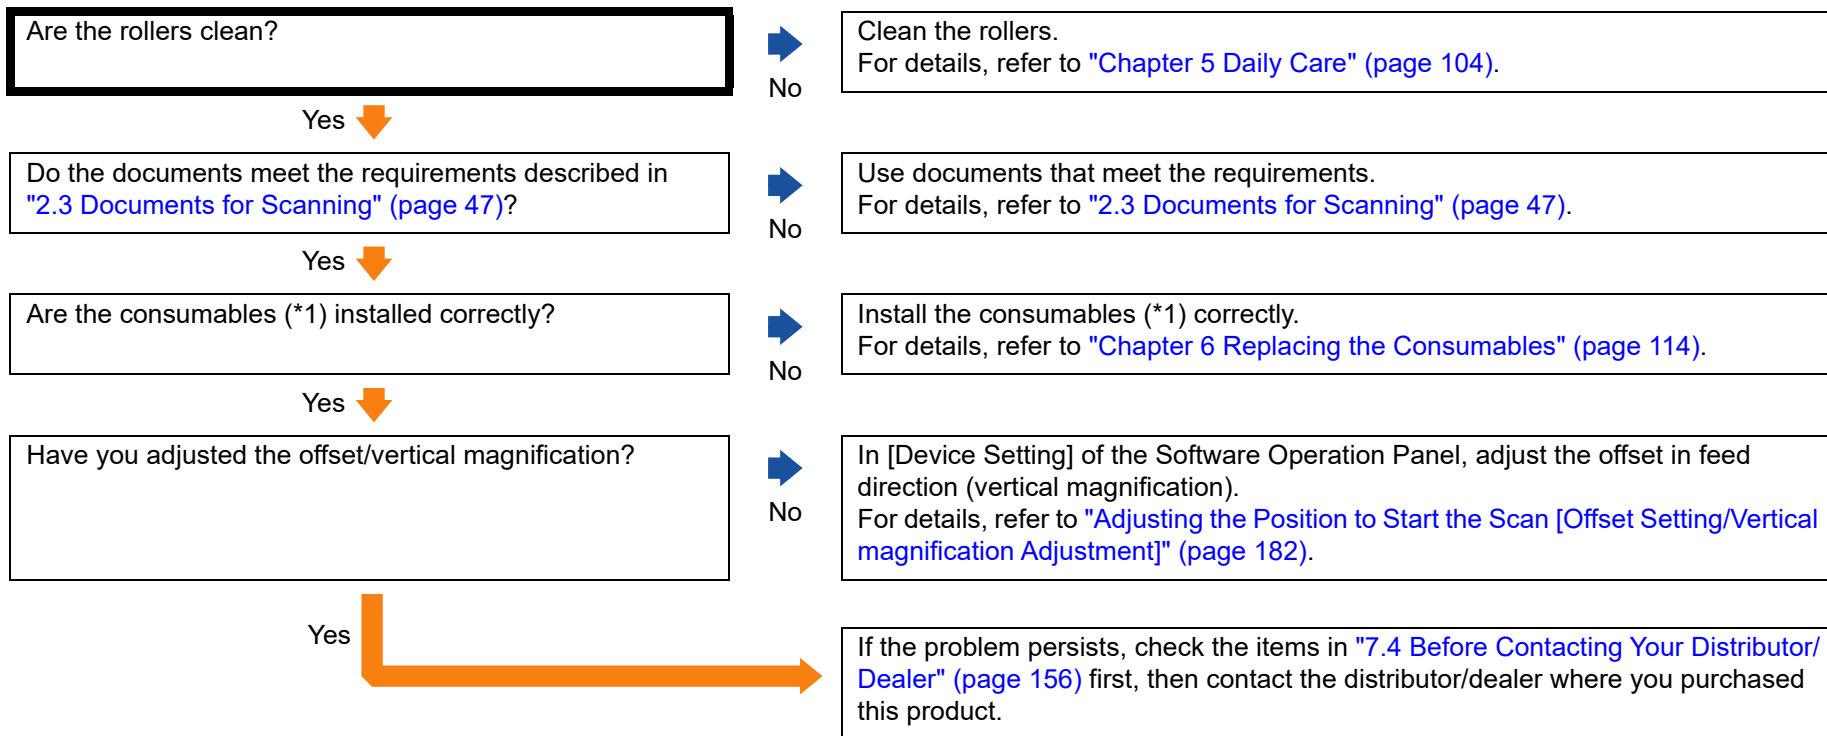 Are the rollers clean?
No
Clean the rollers.
For details, refer to "Chapter 5 Daily Care" (page 104).
Yes
Do the documents meet the requirements described in
"2.3 Documents for Scanning" (page 47)?
No
Use documents that meet the requirements.
For details, refer to "2.3 Documents for Scanning" (page 47).
Yes
Are the consumables (*1) installed correctly?
No
Install the consumables (*1) correctly.
For details, refer to "Chapter 6 Replacing the Consumables" (page 114).
Yes
Have you adjusted the offset/vertical magnification?
No
In [Device Setting] of the Software Operation Panel, adjust the offset in feed
direction (vertical magnification).
For details, refer to "Adjusting the Position to Start the Scan [Offset Setting/Vertical
magnification Adjustment]" (page 182).
Yes
If the problem persists, check the items in "7.4 Before Contacting Your Distributor/
Dealer" (page 156) first, then contact the distributor/dealer where you purchased
this product.